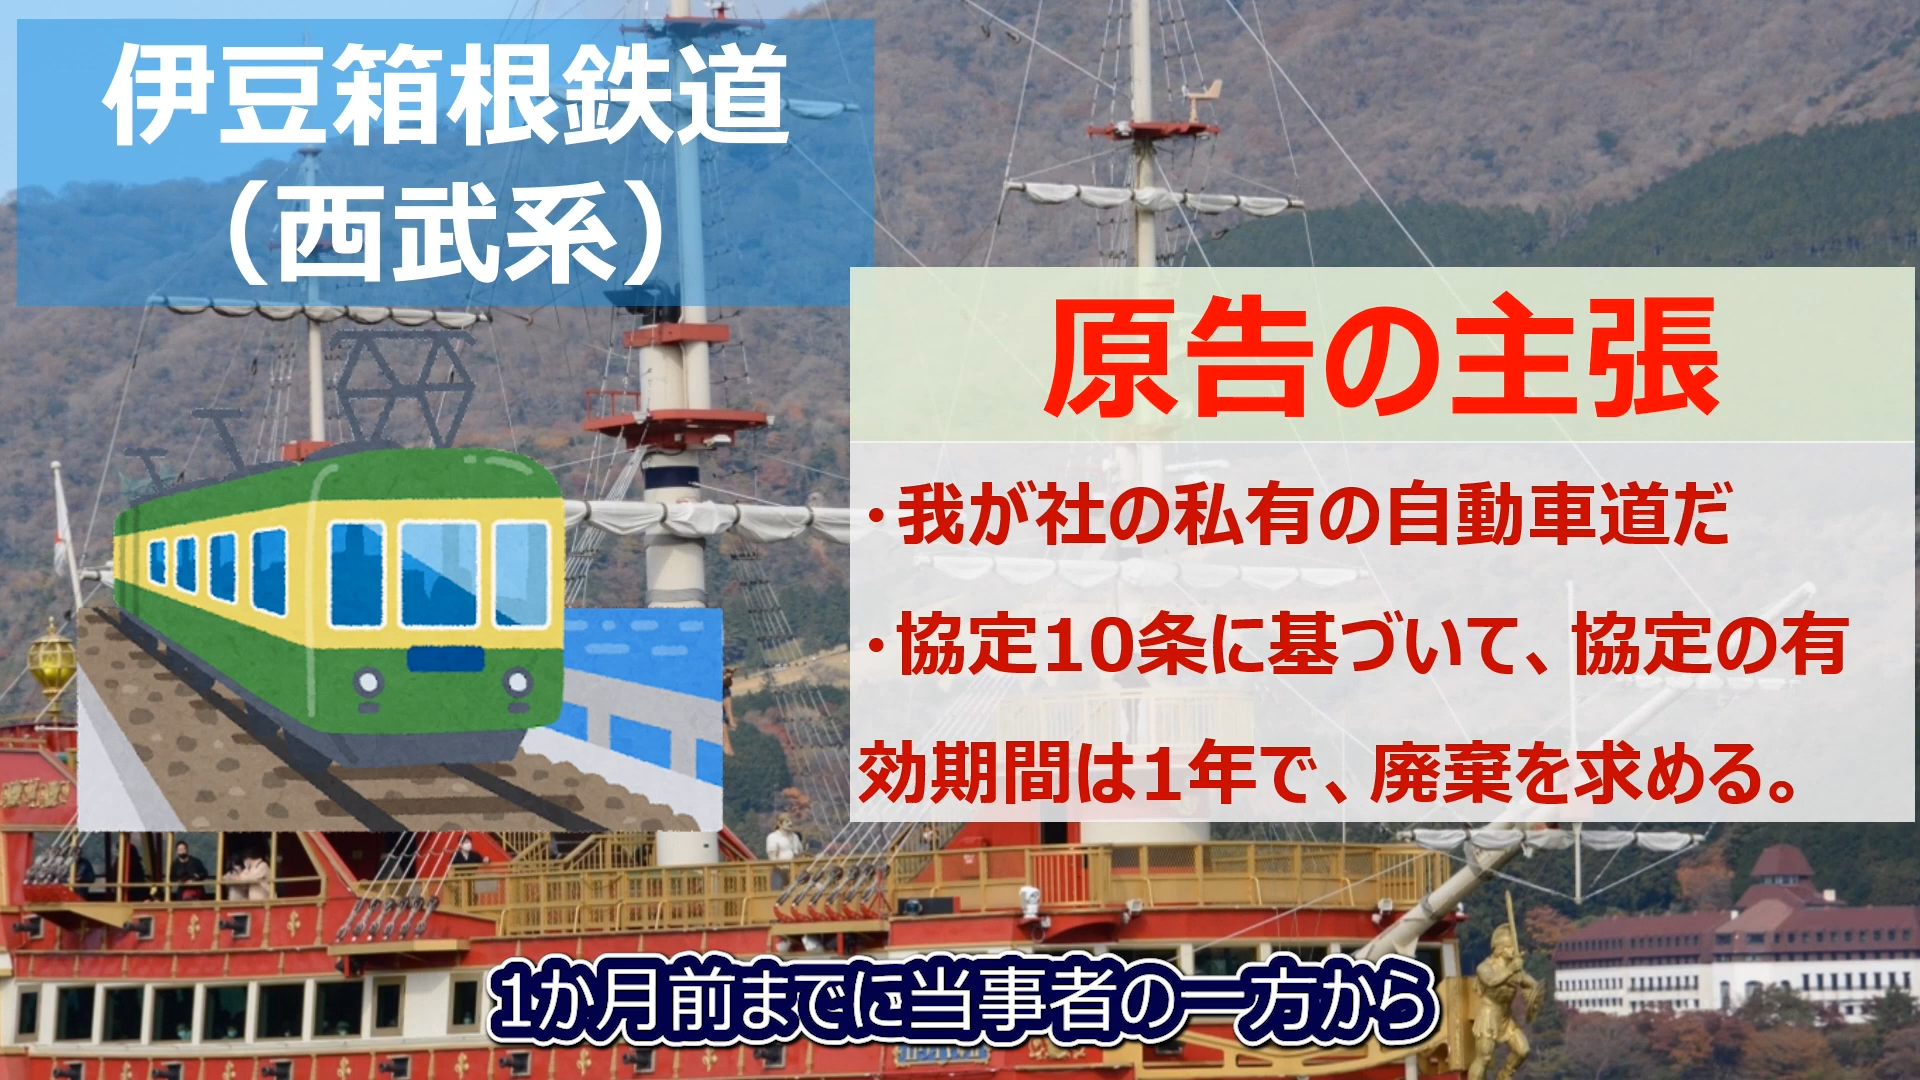 伊豆箱根鉄道
（西武系）
原告の主張
・我が社の私有の自動車道だ
・協定10条に基づいて、協定の有
効期間は1年で、廃棄を求める。
1か月前までに当事者の一方から